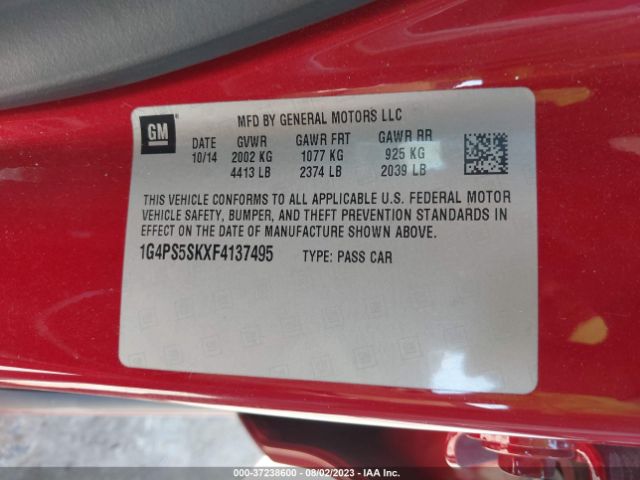 GM
MFD BY GENERAL MOTORS LLC
DATE GVWR GAWR FRT GAWR RR
10/14 2002 KG 1077 KG 925 KG
4413 LB 2374 LB 2039 LB
THIS VEHICLE CONFORMS TO ALL APPLICABLE U.S. FEDERAL MOTOR
VEHICLE SAFETY, BUMPER, AND THEFT PREVENTION STANDARDS IN
EFFECT ON THE DATE OF MANUFACTURE SHOWN ABOVE.
1G4PS5SKXF4137495 TYPE: PASS CAR
000-37238600 - 08/02/2023 - IAA Inc.